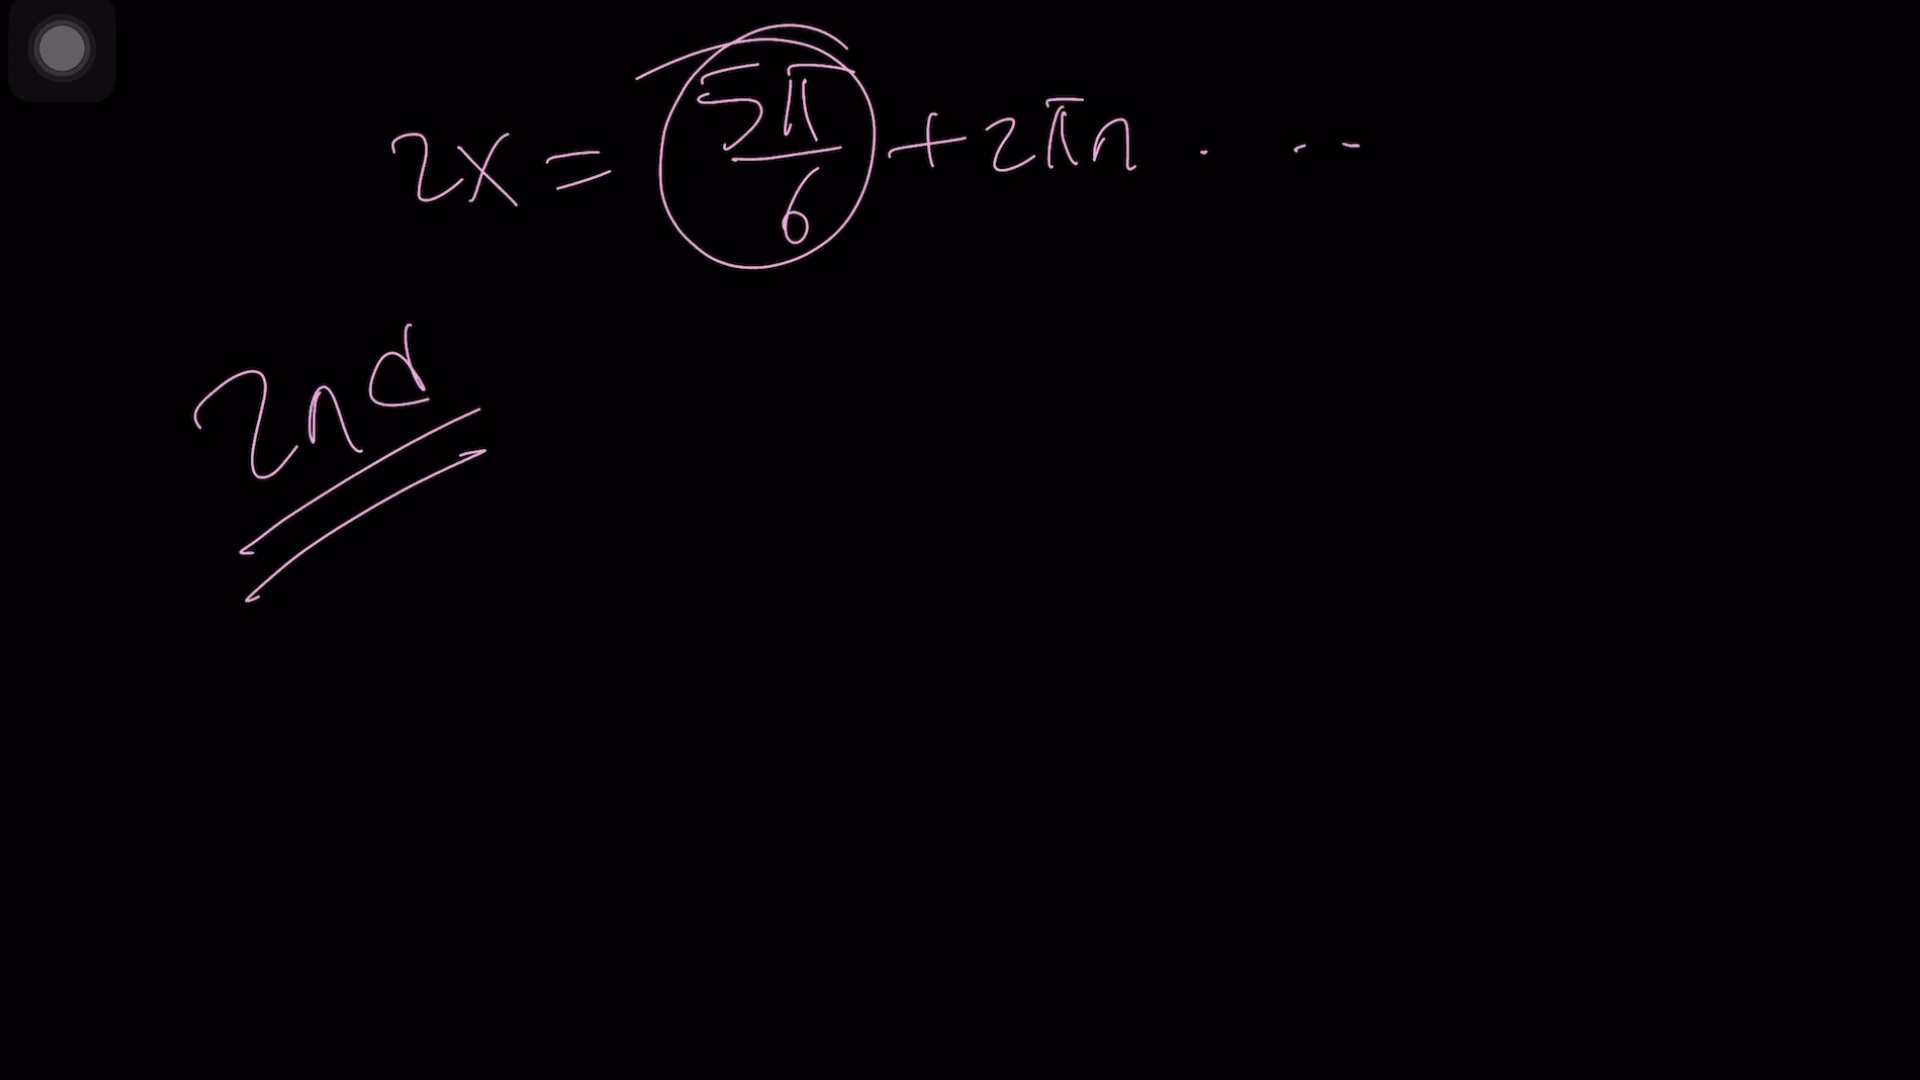 2x = 5π/6 + 2πn . . -
2nd